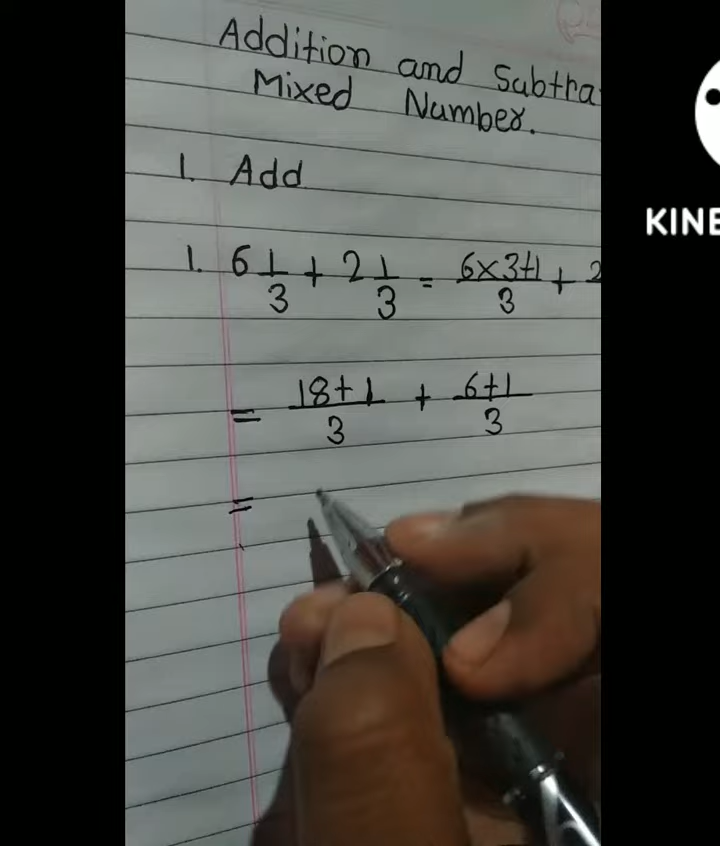 Addition and Subtra
Mixed Number.
1. Add
1. 6 1/3 + 2 1/3 = 6×3+1/3 + 2
= 18+1/3 + 6+1/3
=
KINE